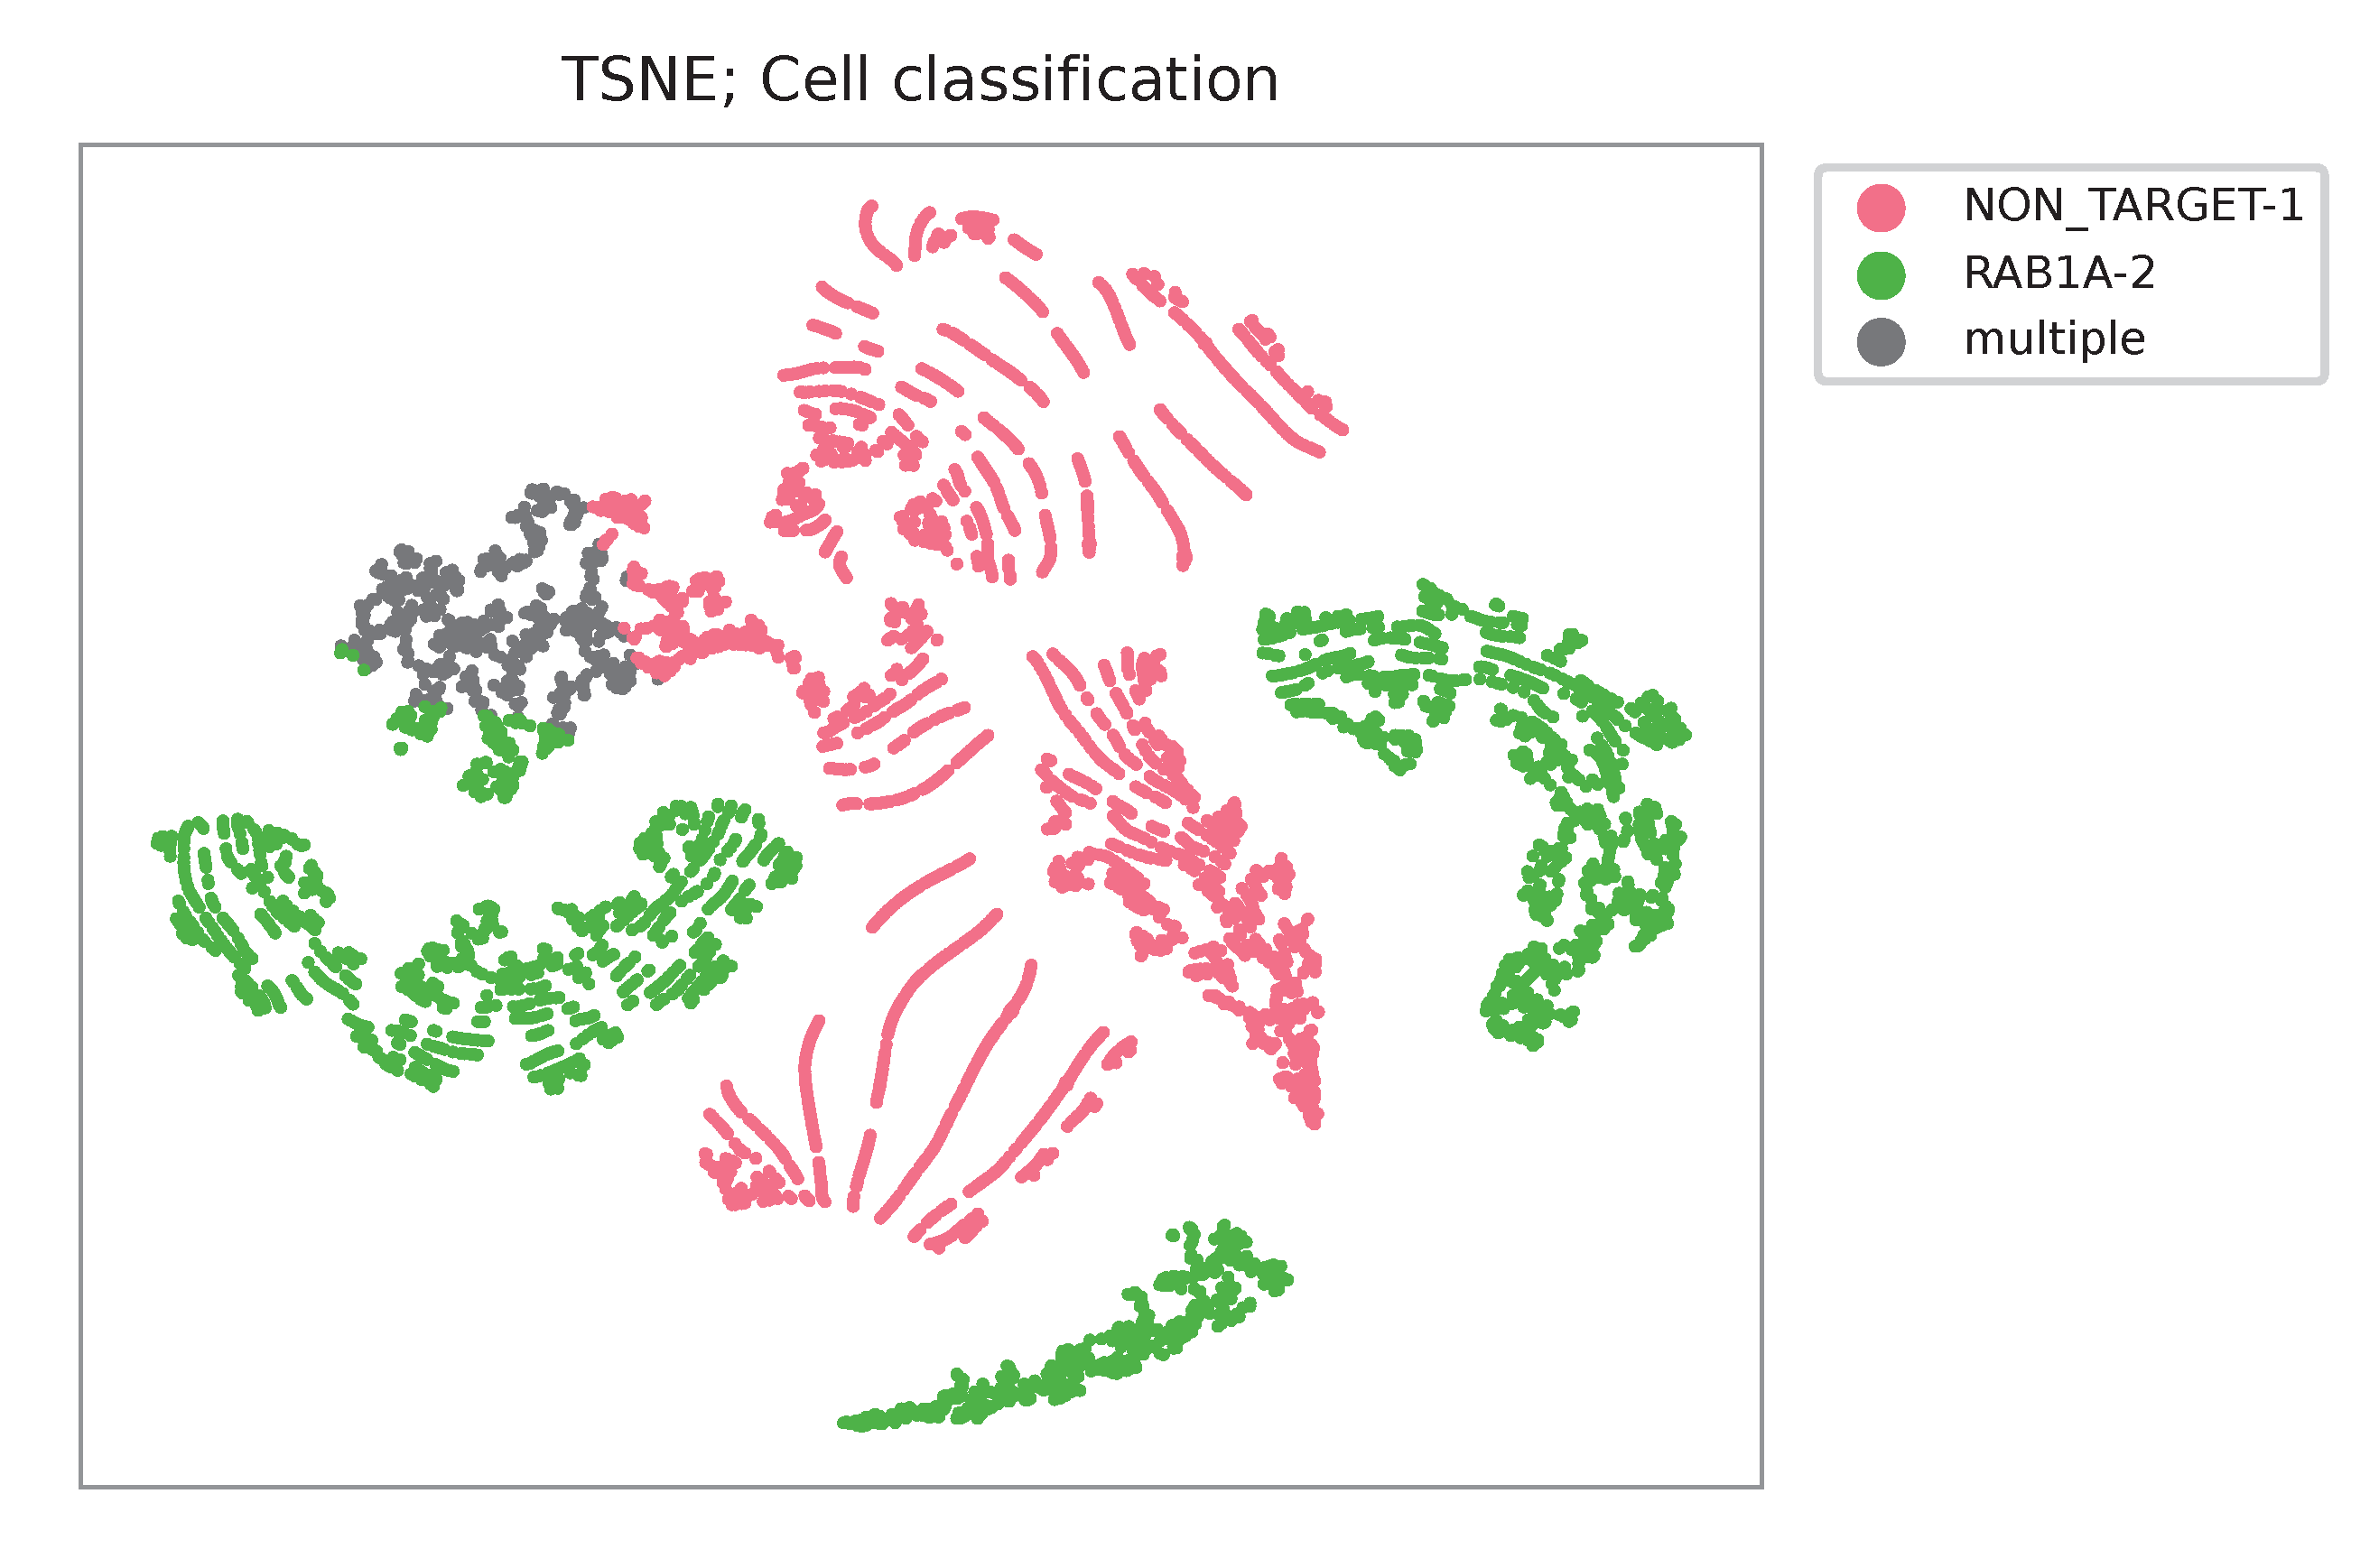 TSNE; Cell classification
NON_TARGET-1
RAB1A-2
multiple